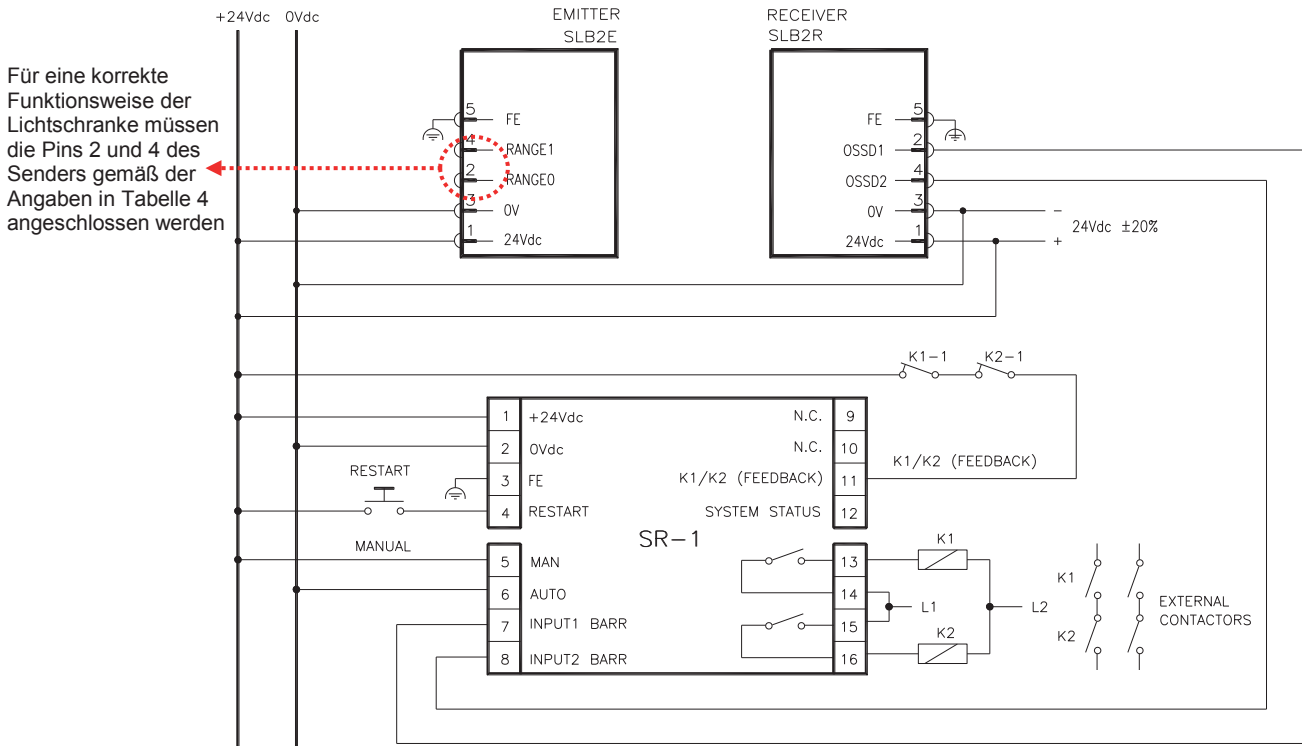 +24Vdc 0Vdc
EMITTER
SLB2E
RECEIVER
SLB2R
Für eine korrekte
Funktionsweise der
Lichtschranke müssen
die Pins 2 und 4 des
Senders gemäß der
Angaben in Tabelle 4
angeschlossen werden
5 FE
4 RANGE1
2 RANGE0
3 0V
1 24Vdc
FE 5
OSSD1 2
OSSD2 4
0V 3
24Vdc 1
−
24Vdc ±20%
+
K1-1 K2-1
K1/K2 (FEEDBACK)
RESTART
MANUAL
1 +24Vdc
2 0Vdc
3 FE
4 RESTART
5 MAN
6 AUTO
7 INPUT1 BARR
8 INPUT2 BARR
SR-1
N.C. 9
N.C. 10
K1/K2 (FEEDBACK) 11
SYSTEM STATUS 12
13
14
15
16
K1
L1
L2
K2
K1
K2
EXTERNAL
CONTACTORS